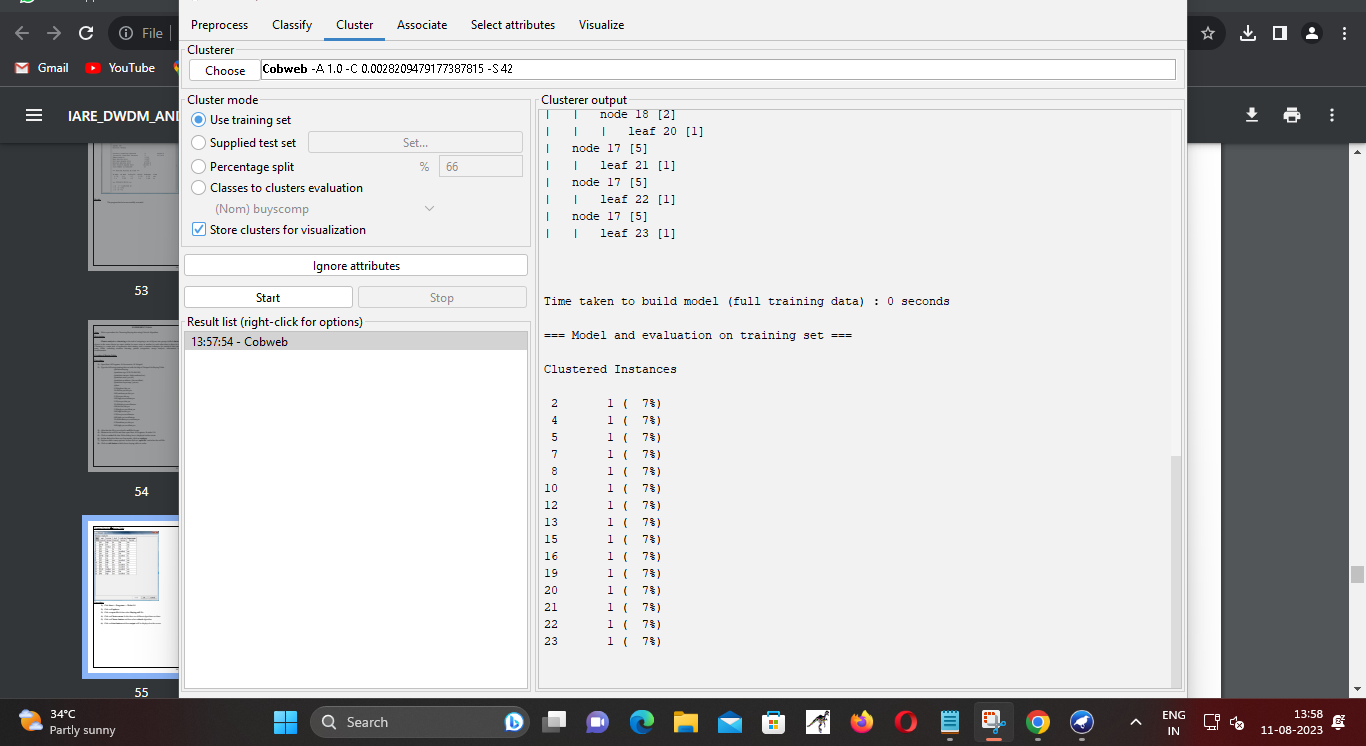 Preprocess Classify Cluster Associate Select attributes Visualize
File
Gmail YouTube
IARE_DWDM_AN
53
54
55
Clusterer
Choose Cobweb -A 1.0 -C 0.0028209479177387815 -S 42
Cluster mode
Use training set
Supplied test set Set...
Percentage split % 66
Classes to clusters evaluation
(Nom) buyscomp
Store clusters for visualization
Ignore attributes
Start Stop
Result list (right-click for options)
13:57:54 - Cobweb
Clusterer output
| | node 18 [2]
| | | leaf 20 [1]
| node 17 [5]
| | leaf 21 [1]
| node 17 [5]
| | leaf 22 [1]
| node 17 [5]
| | leaf 23 [1]
Time taken to build model (full training data) : 0 seconds
=== Model and evaluation on training set ===
Clustered Instances
2 1 ( 7%)
4 1 ( 7%)
5 1 ( 7%)
7 1 ( 7%)
8 1 ( 7%)
10 1 ( 7%)
12 1 ( 7%)
13 1 ( 7%)
15 1 ( 7%)
16 1 ( 7%)
19 1 ( 7%)
20 1 ( 7%)
21 1 ( 7%)
22 1 ( 7%)
23 1 ( 7%)
34°C
Partly sunny
Search
ENG
IN
13:58
11-08-2023